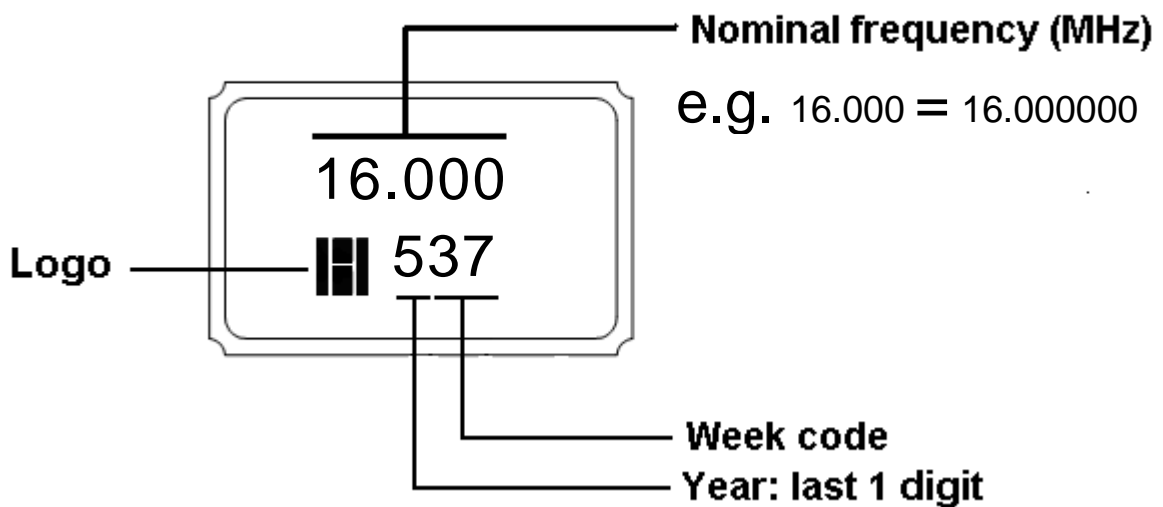 Nominal frequency (MHz)
e.g. 16.000 = 16.000000
16.000
Logo
537
Week code
Year: last 1 digit